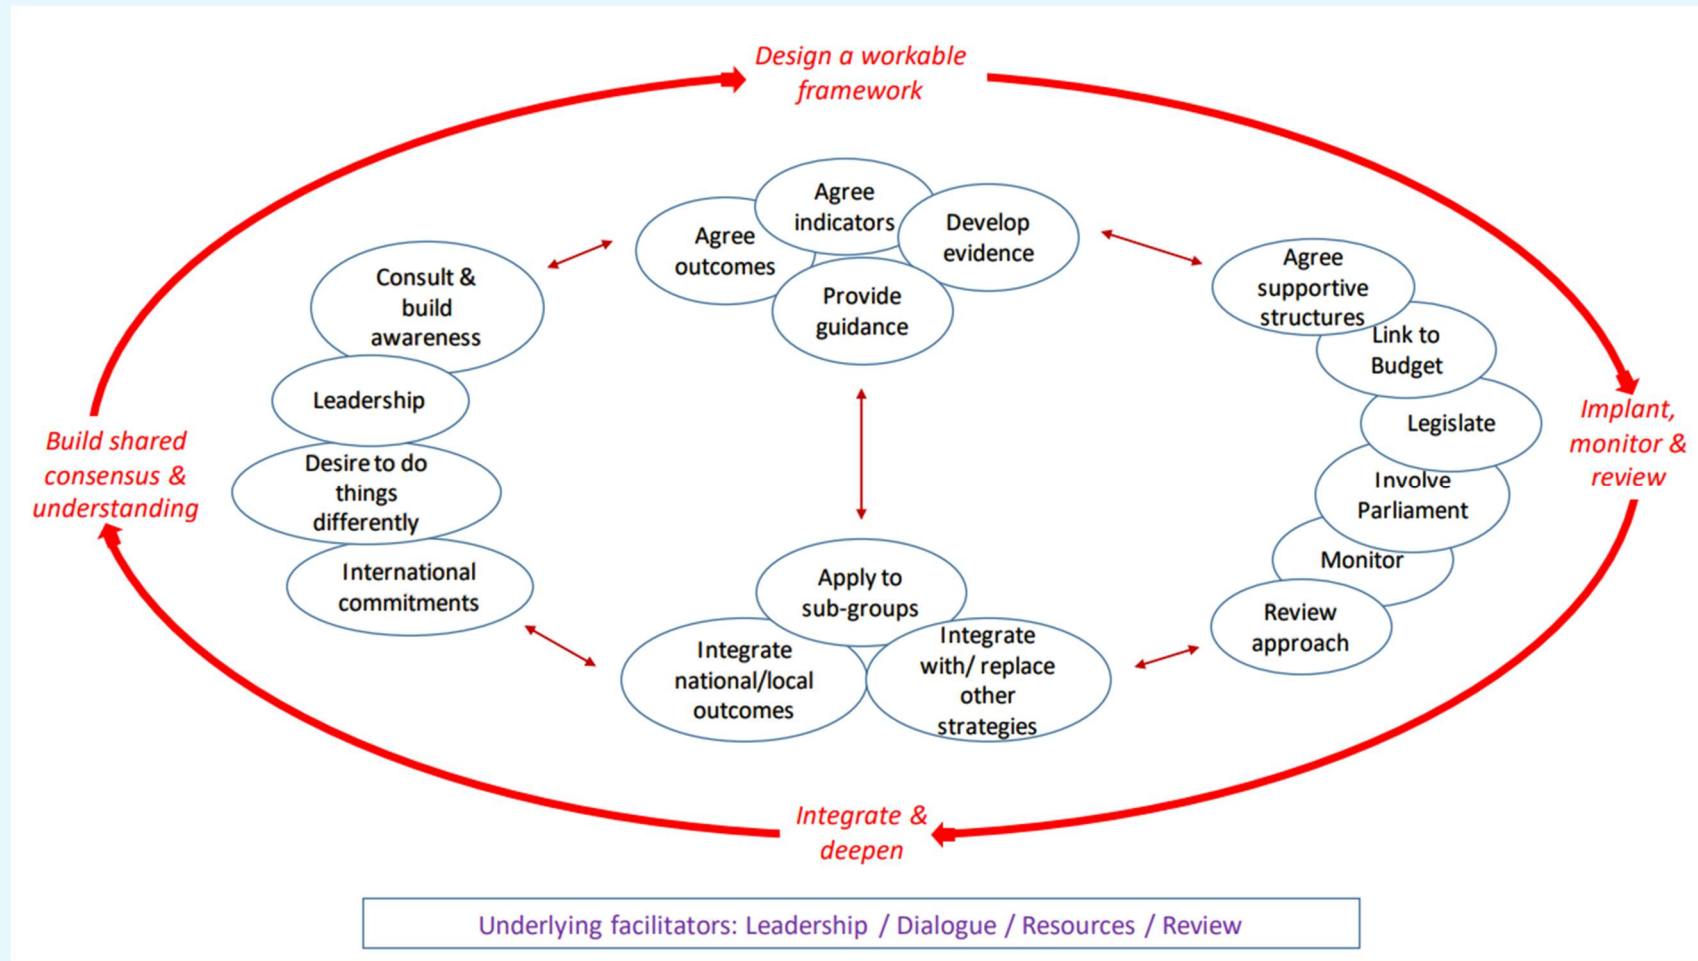 Design a workable
framework
Agree
indicators
Agree
outcomes
Develop
evidence
Provide
guidance
Consult &
build
awareness
Leadership
Desire to do
things
differently
International
commitments
Build shared
consensus &
understanding
Agree
supportive
structures
Link to
Budget
Legislate
Involve
Parliament
Monitor
Review
approach
Implant,
monitor &
review
Apply to
sub-groups
Integrate
national/local
outcomes
Integrate
with/ replace
other
strategies
Integrate &
deepen
Underlying facilitators: Leadership / Dialogue / Resources / Review